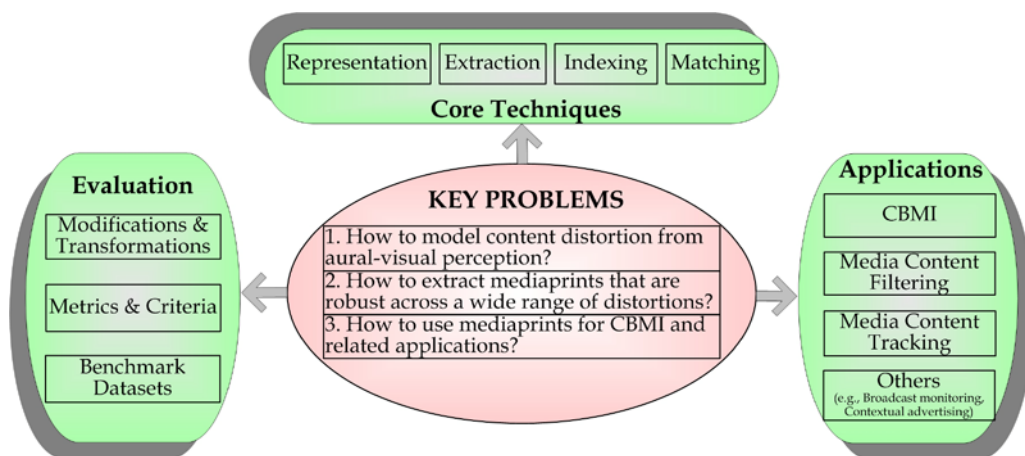 Representation Extraction Indexing Matching
Core Techniques
Evaluation
Modifications &
Transformations
Metrics & Criteria
Benchmark
Datasets
KEY PROBLEMS
1. How to model content distortion from
aural-visual perception?
2. How to extract mediaprints that are
robust across a wide range of distortions?
3. How to use mediaprints for CBMI and
related applications?
Applications
CBMI
Media Content
Filtering
Media Content
Tracking
Others
(e.g., Broadcast monitoring,
Contextual advertising)